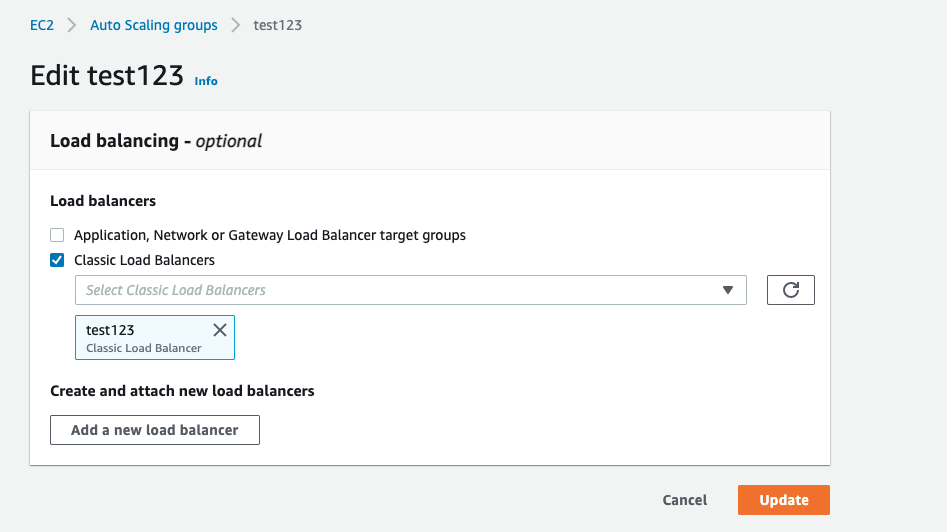 EC2 > Auto Scaling groups > test123
Edit test123 Info
Load balancing - optional
Load balancers
Application, Network or Gateway Load Balancer target groups
Classic Load Balancers
Select Classic Load Balancers
test123
Classic Load Balancer
Create and attach new load balancers
Add a new load balancer
Cancel Update